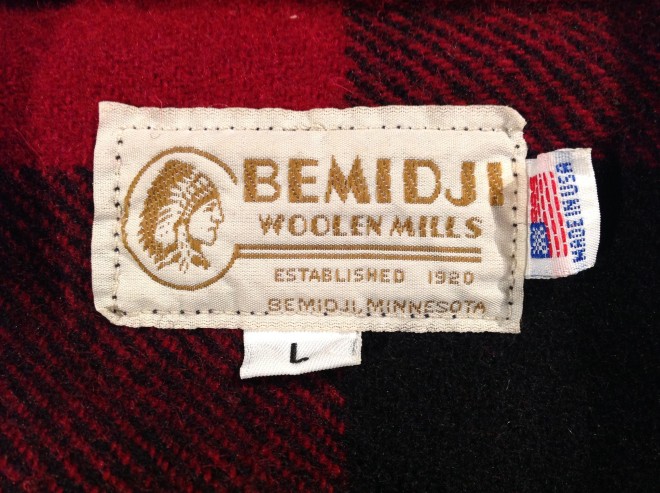 BEMIDJI
WOOLEN MILLS
ESTABLISHED 1920
BEMIDJI, MINNESOTA
L
MADE IN USA